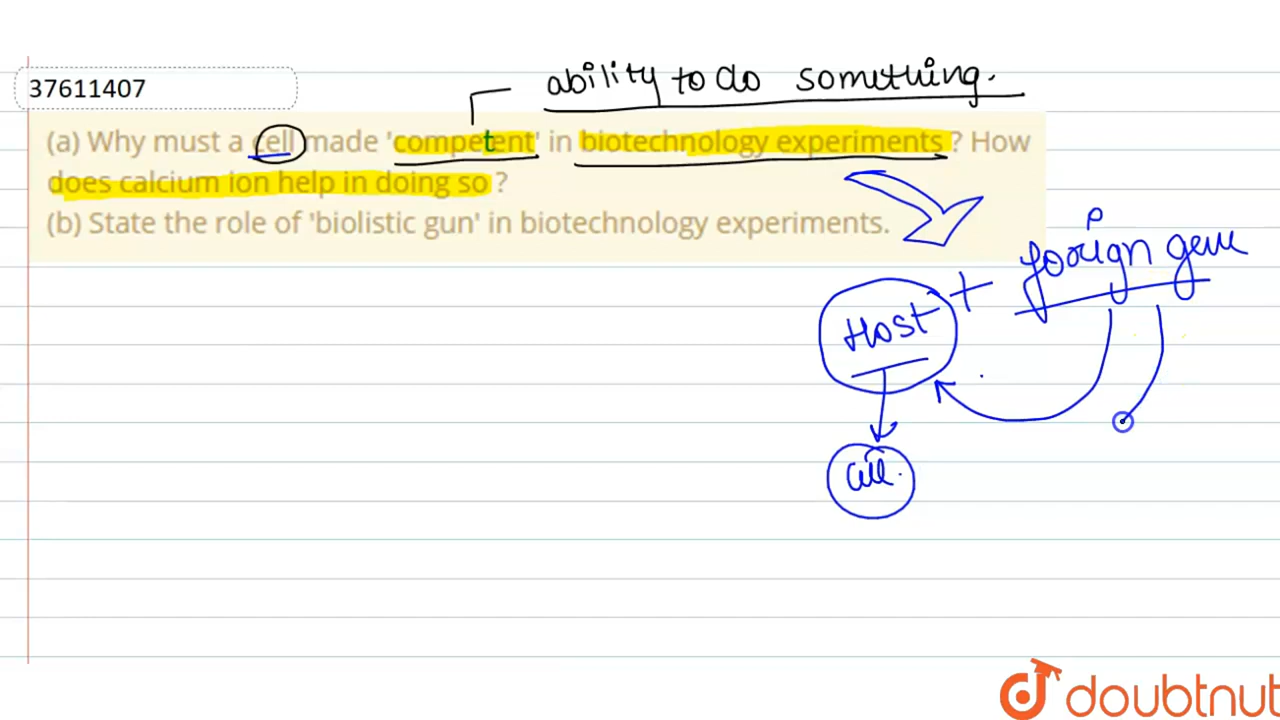 37611407
ability to do something.
(a) Why must a cell made 'competent' in biotechnology experiments ? How
does calcium ion help in doing so ?
(b) State the role of 'biolistic gun' in biotechnology experiments.
P
Host + foreign gene
Cell.
doubtnut